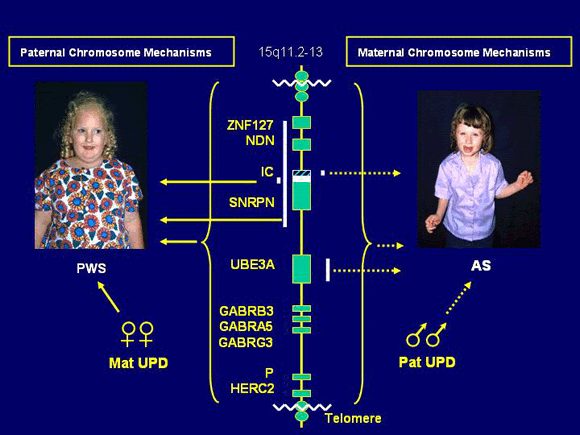 Paternal Chromosome Mechanisms
15q11.2-13
Maternal Chromosome Mechanisms
ZNF127
NDN
IC
SNRPN
PWS
UBE3A
AS
GABRB3
GABRA5
GABRG3
Mat UPD
Pat UPD
P
HERC2
Telomere